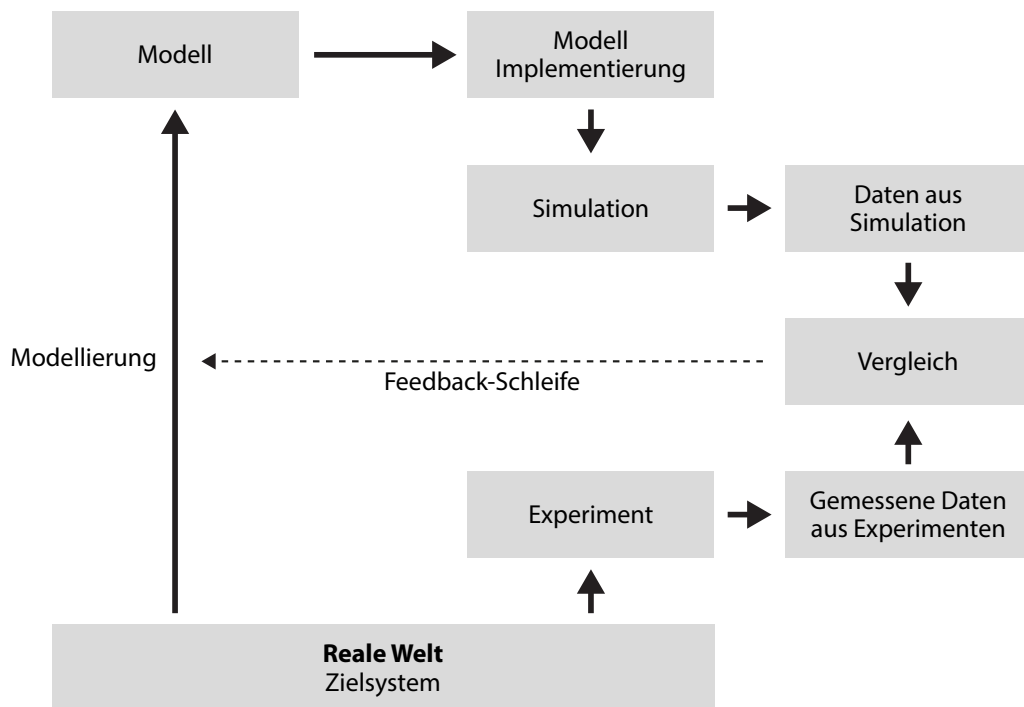 Modell
Modell
Implementierung
Simulation
Daten aus
Simulation
Modellierung
Feedback-Schleife
Vergleich
Experiment
Gemessene Daten
aus Experimenten
Reale Welt
Zielsystem